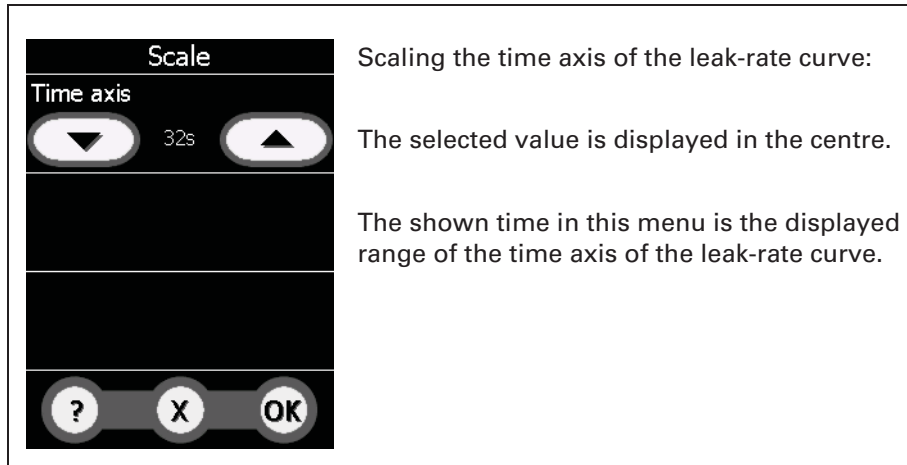 Scale
Time axis
32s
? X OK
Scaling the time axis of the leak-rate curve:
The selected value is displayed in the centre.
The shown time in this menu is the displayed
range of the time axis of the leak-rate curve.